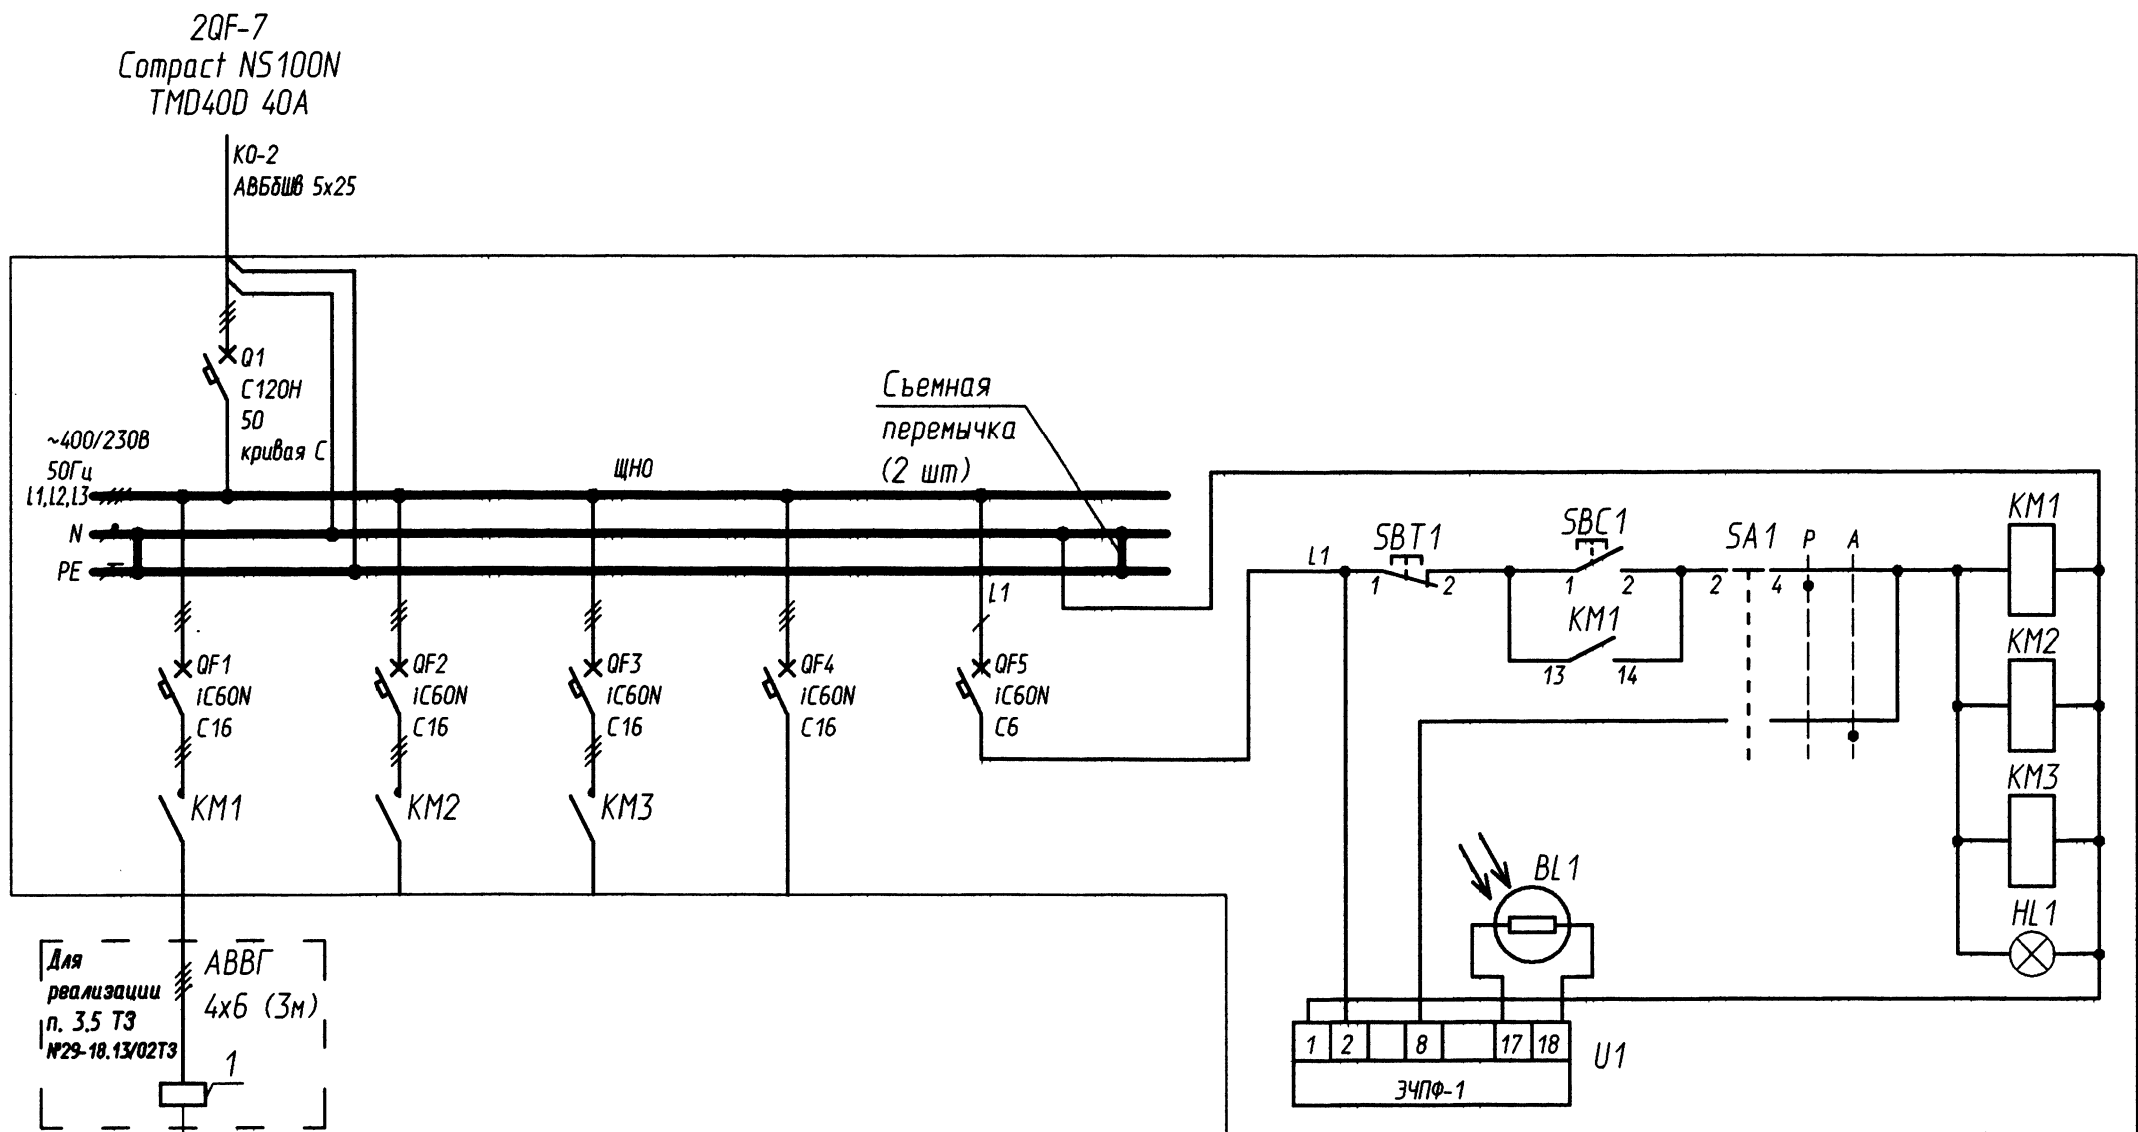 2QF-7
Compact NS100N
TMD40D 40A
КО-2
АВБбШв 5х25
Q1
C120H
50
кривая С
~400/230В
50Гц
L1,L2,L3
N
PE
ЩНО
Съемная
перемычка
(2 шт)
L1
QF1
iC60N
C16
QF2
iC60N
C16
QF3
iC60N
C16
QF4
iC60N
C16
QF5
iC60N
C6
KM1
KM2
KM3
L1
SBT1
1 2
SBC1
1 2
KM1
13 14
SA1 P A
2 4
KM1
KM2
KM3
HL1
BL1
1 2 8 17 18
U1
ЭЧПФ-1
Для
реализации
п. 3.5 ТЗ
№29-18.13/02ТЗ
АВВГ
4х6 (3м)
1